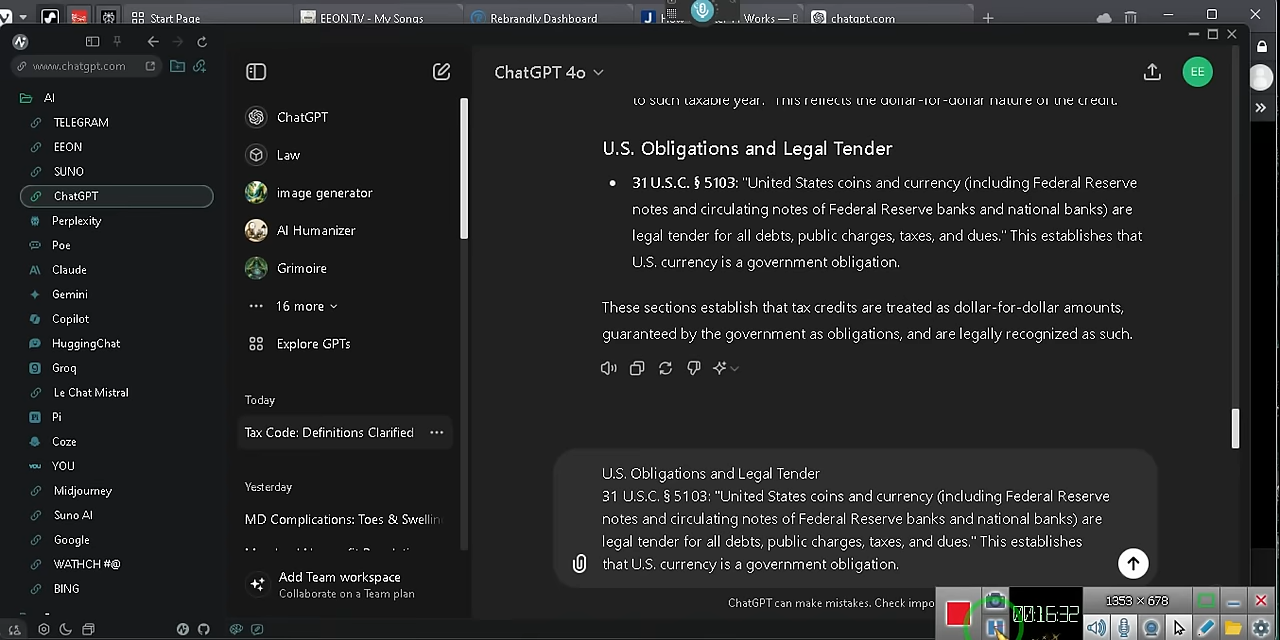 Start Page
EEON.TV - My Songs
Rebrandly Dashboard
Works — B
chatgpt.com
www.chatgpt.com
AI
TELEGRAM
EEON
SUNO
ChatGPT
Perplexity
Poe
Claude
Gemini
Copilot
HuggingChat
Groq
Le Chat Mistral
Pi
Coze
YOU
Midjourney
Suno AI
Google
WATHCH #@
BING
ChatGPT
Law
image generator
AI Humanizer
Grimoire
16 more
Explore GPTs
Today
Tax Code: Definitions Clarified
Yesterday
MD Complications: Toes & Swellin
Add Team workspace
Collaborate on a Team plan
ChatGPT 4o
EE
to such taxable year." This reflects the dollar-for-dollar nature of the credit.
U.S. Obligations and Legal Tender
• 31 U.S.C. § 5103: "United States coins and currency (including Federal Reserve
notes and circulating notes of Federal Reserve banks and national banks) are
legal tender for all debts, public charges, taxes, and dues." This establishes that
U.S. currency is a government obligation.
These sections establish that tax credits are treated as dollar-for-dollar amounts,
guaranteed by the government as obligations, and are legally recognized as such.
U.S. Obligations and Legal Tender
31 U.S.C. § 5103: "United States coins and currency (including Federal Reserve
notes and circulating notes of Federal Reserve banks and national banks) are
legal tender for all debts, public charges, taxes, and dues." This establishes
that U.S. currency is a government obligation.
ChatGPT can make mistakes. Check impo
00:16:32
1353 × 678